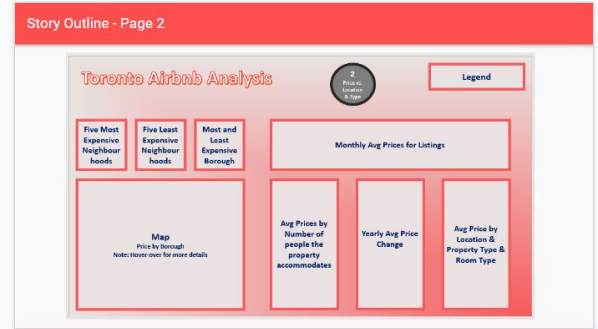 Story Outline - Page 2
Toronto Airbnb Analysis
2
Price vs.
Location
& Type
Legend
Five Most
Expensive
Neighbour
hoods
Five Least
Expensive
Neighbour
hoods
Most and
Least
Expensive
Borough
Monthly Avg Prices for Listings
Map
Price by Borough
Note: Hover-over for more details
Avg Prices by
Number of
people the
property
accommodates
Yearly Avg Price
Change
Avg Price by
Location &
Property Type &
Room Type